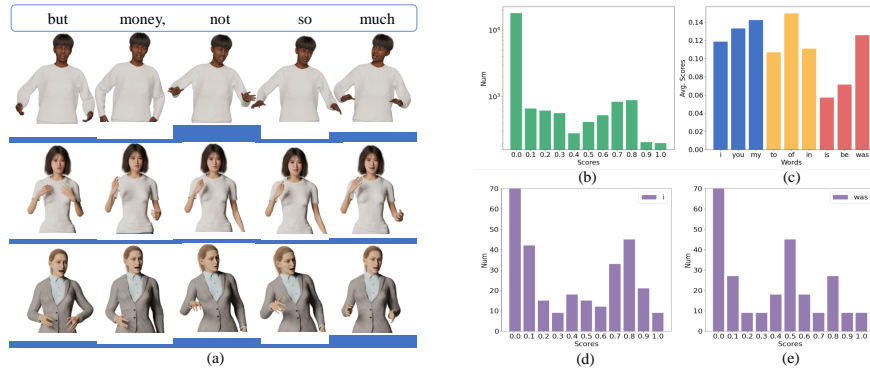 but money, not so much
(a)
10⁴
10³
Num
0.0 0.1 0.2 0.3 0.4 0.5 0.6 0.7 0.8 0.9 1.0
Scores
(b)
0.14
0.12
0.10
0.08
0.06
0.04
0.02
0.00
Avg. Scores
i you my to of in is be was
Words
(c)
70
60
50
40
30
20
10
0
Num
i
0.0 0.1 0.2 0.3 0.4 0.5 0.6 0.7 0.8 0.9 1.0
Scores
(d)
70
60
50
40
30
20
10
0
Num
was
0.0 0.1 0.2 0.3 0.4 0.5 0.6 0.7 0.8 0.9 1.0
Scores
(e)